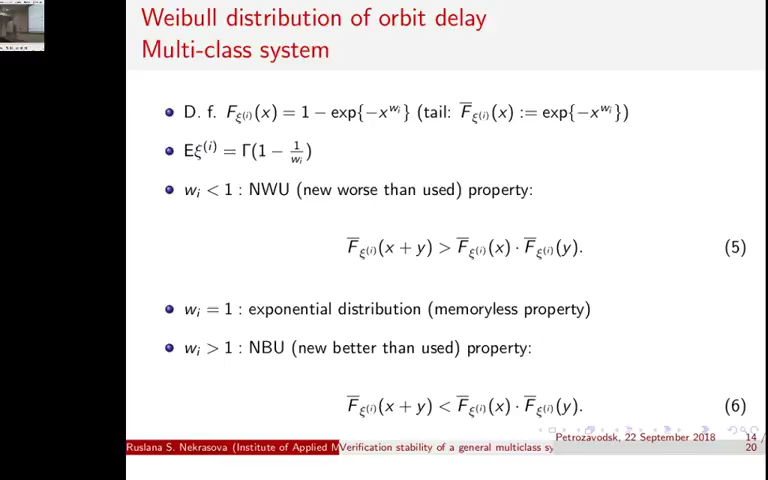 Weibull distribution of orbit delay
Multi-class system
D. f. F_{ξ^{(i)}}(x) = 1 − exp{−x^{w_i}} (tail: F̅_{ξ^{(i)}}(x) := exp{−x^{w_i}})
Eξ^{(i)} = Γ(1 − 1/w_i)
w_i < 1 : NWU (new worse than used) property:
F̅_{ξ^{(i)}}(x + y) > F̅_{ξ^{(i)}}(x) · F̅_{ξ^{(i)}}(y). (5)
w_i = 1 : exponential distribution (memoryless property)
w_i > 1 : NBU (new better than used) property:
F̅_{ξ^{(i)}}(x + y) < F̅_{ξ^{(i)}}(x) · F̅_{ξ^{(i)}}(y). (6)
Ruslana S. Nekrasova (Institute of Applied M Verification stability of a general multiclass sy Petrozavodsk, 22 September 2018 14 / 20